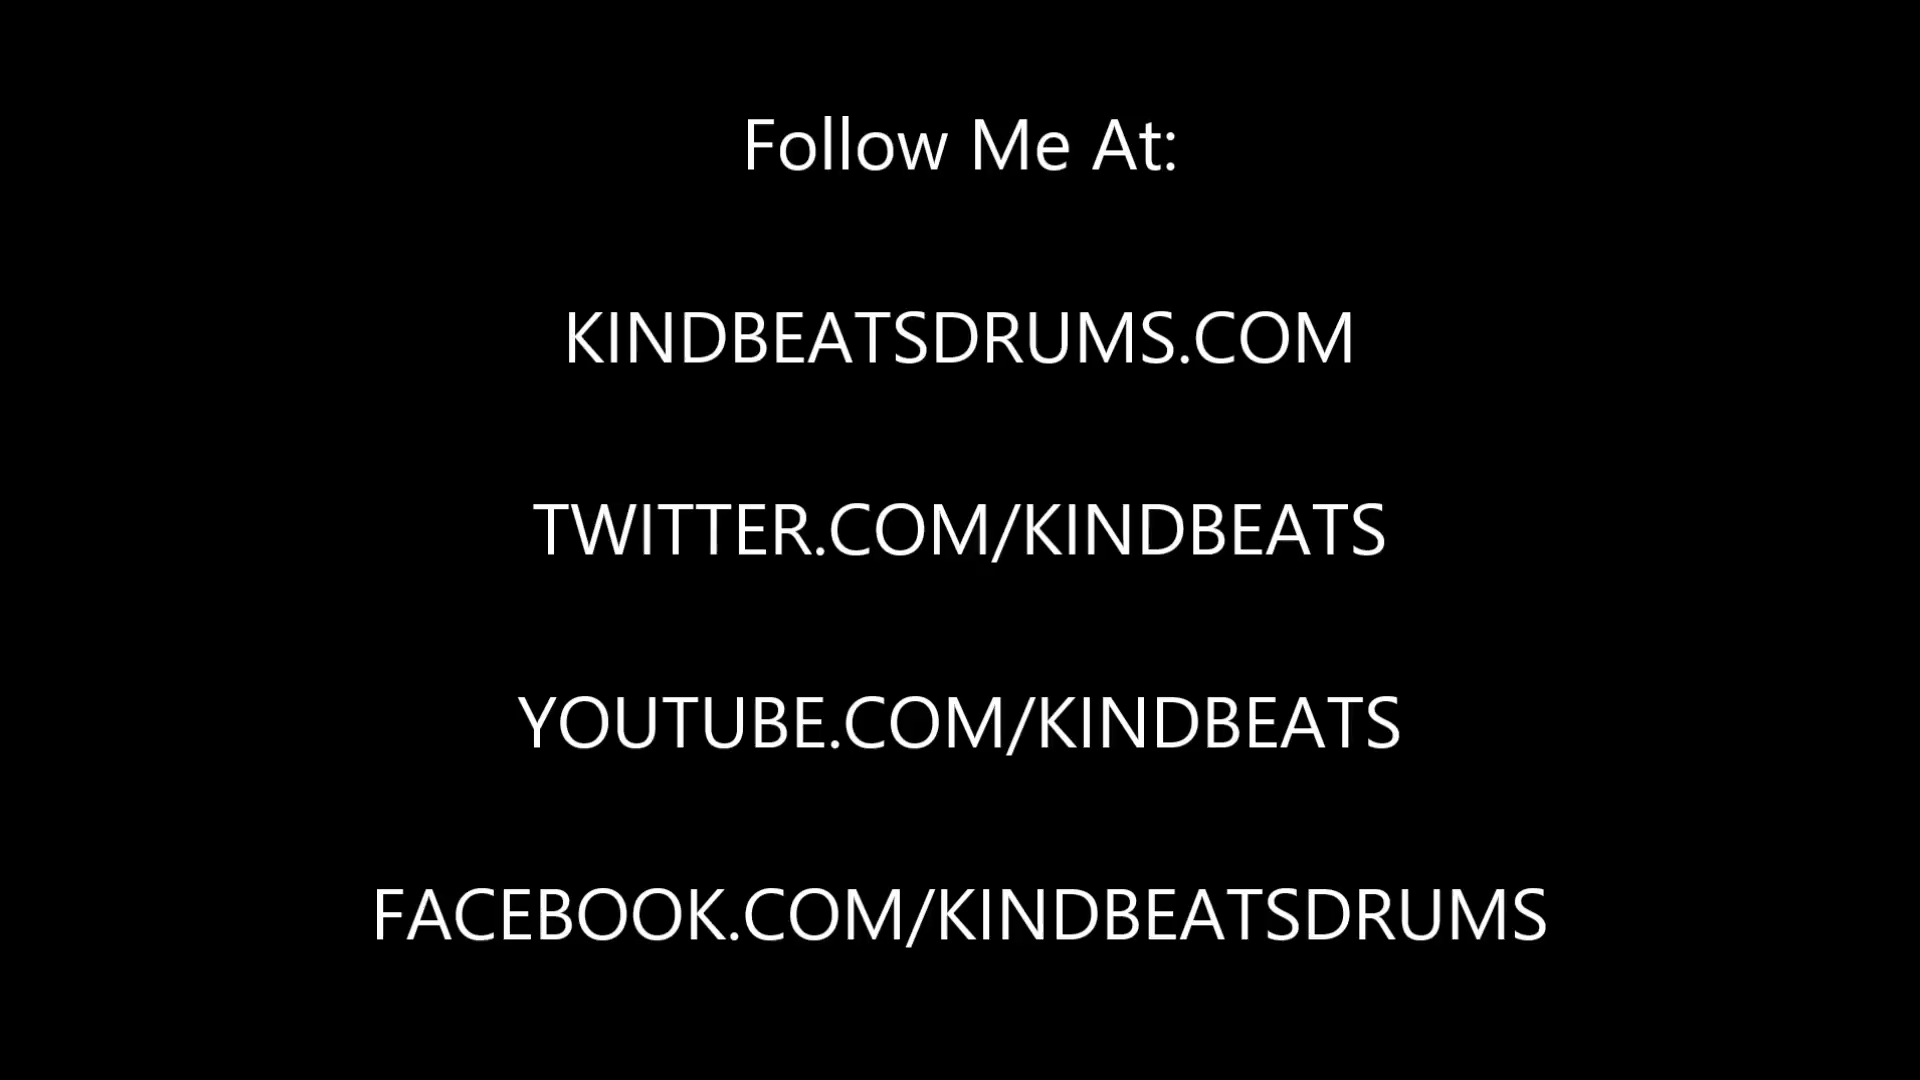 Follow Me At:
KINDBEATSDRUMS.COM
TWITTER.COM/KINDBEATS
YOUTUBE.COM/KINDBEATS
FACEBOOK.COM/KINDBEATSDRUMS